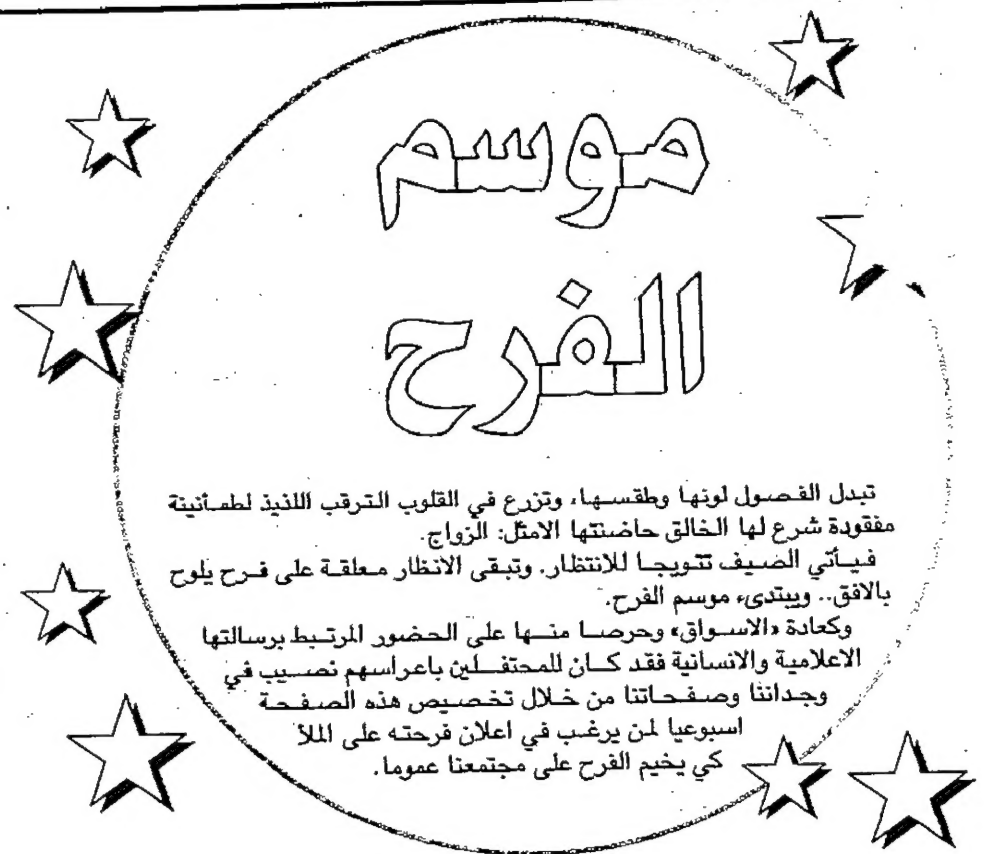 موسم
الفرح
تبدل الفصول لونها وطقسها، وتزرع في القلوب الترقب اللذيذ لطمأنينة
مفقودة شرع لها الخالق حاضنتها الامثل: الزواج.
فيأتي الصيف تتويجا للانتظار. وتبقى الانظار معلقة على فرح يلوح
بالافق.. ويبتدىء موسم الفرح.
وكعادة «الاسواق» وحرصا منها على الحضور المرتبط برسالتها
الاعلامية والانسانية فقد كان للمحتفلين باعراسهم نصيب في
وجداننا وصفحاتنا من خلال تخصيص هذه الصفحة
اسبوعيا لمن يرغب في اعلان فرحته على الملأ
كي يخيم الفرح على مجتمعنا عموما.